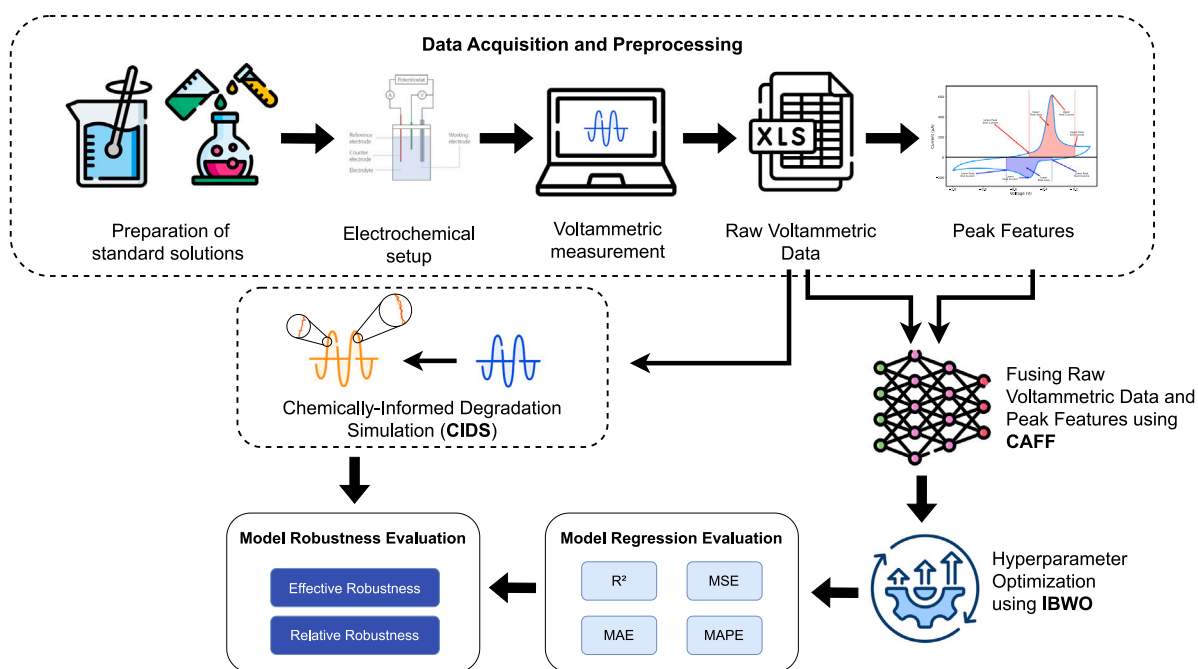 Data Acquisition and Preprocessing
Potentiostat
A
V
Reference
electrode
Working
electrode
Counter
electrode
Electrolyte
XLS
Current (µA)
Voltage (V)
Preparation of
standard solutions
Electrochemical
setup
Voltammetric
measurement
Raw Voltammetric
Data
Peak Features
Chemically-Informed Degradation
Simulation (CIDS)
Fusing Raw
Voltammetric Data and
Peak Features using
CAFF
Hyperparameter
Optimization
using IBWO
Model Regression Evaluation
R²
MSE
MAE
MAPE
Model Robustness Evaluation
Effective Robustness
Relative Robustness